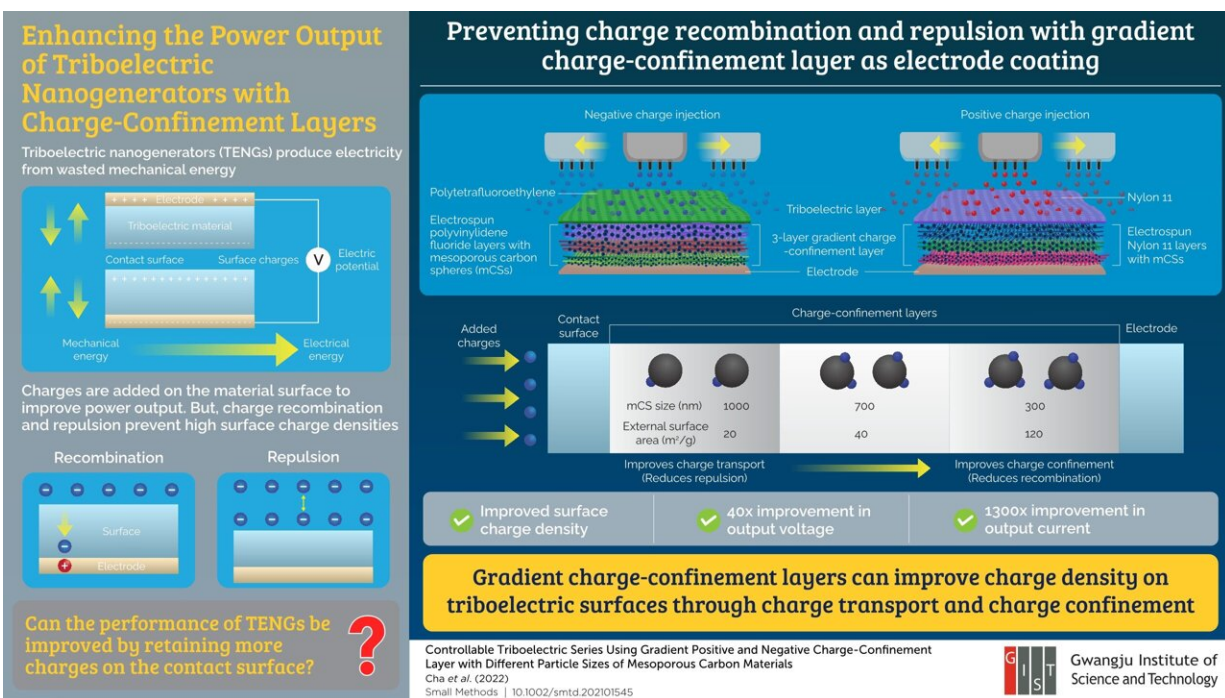 Enhancing the Power Output
of Triboelectric
Nanogenerators with
Charge-Confinement Layers
Triboelectric nanogenerators (TENGs) produce electricity
from wasted mechanical energy
Electrode
Triboelectric material
Contact surface
Surface charges
V
Electric
potential
Mechanical
energy
Electrical
energy
Charges are added on the material surface to
improve power output. But, charge recombination
and repulsion prevent high surface charge densities
Recombination
Repulsion
Surface
Electrode
Can the performance of TENGs be
improved by retaining more
charges on the contact surface?
?
Preventing charge recombination and repulsion with gradient
charge-confinement layer as electrode coating
Negative charge injection
Positive charge injection
Polytetrafluoroethylene
Electrospun
polyvinylidene
fluoride layers with
mesoporous carbon
spheres (mCSs)
Triboelectric layer
3-layer gradient charge
-confinement layer
Electrode
Nylon 11
Electrospun
Nylon 11 layers
with mCSs
Added
charges
Contact
surface
Charge-confinement layers
Electrode
mCS size (nm) 1000 700 300
External surface
area (m²/g) 20 40 120
Improves charge transport
(Reduces repulsion)
Improves charge confinement
(Reduces recombination)
Improved surface
charge density
40x improvement in
output voltage
1300x improvement in
output current
Gradient charge-confinement layers can improve charge density on
triboelectric surfaces through charge transport and charge confinement
Controllable Triboelectric Series Using Gradient Positive and Negative Charge-Confinement
Layer with Different Particle Sizes of Mesoporous Carbon Materials
Cha et al. (2022)
Small Methods | 10.1002/smtd.202101545
GIST
Gwangju Institute of
Science and Technology